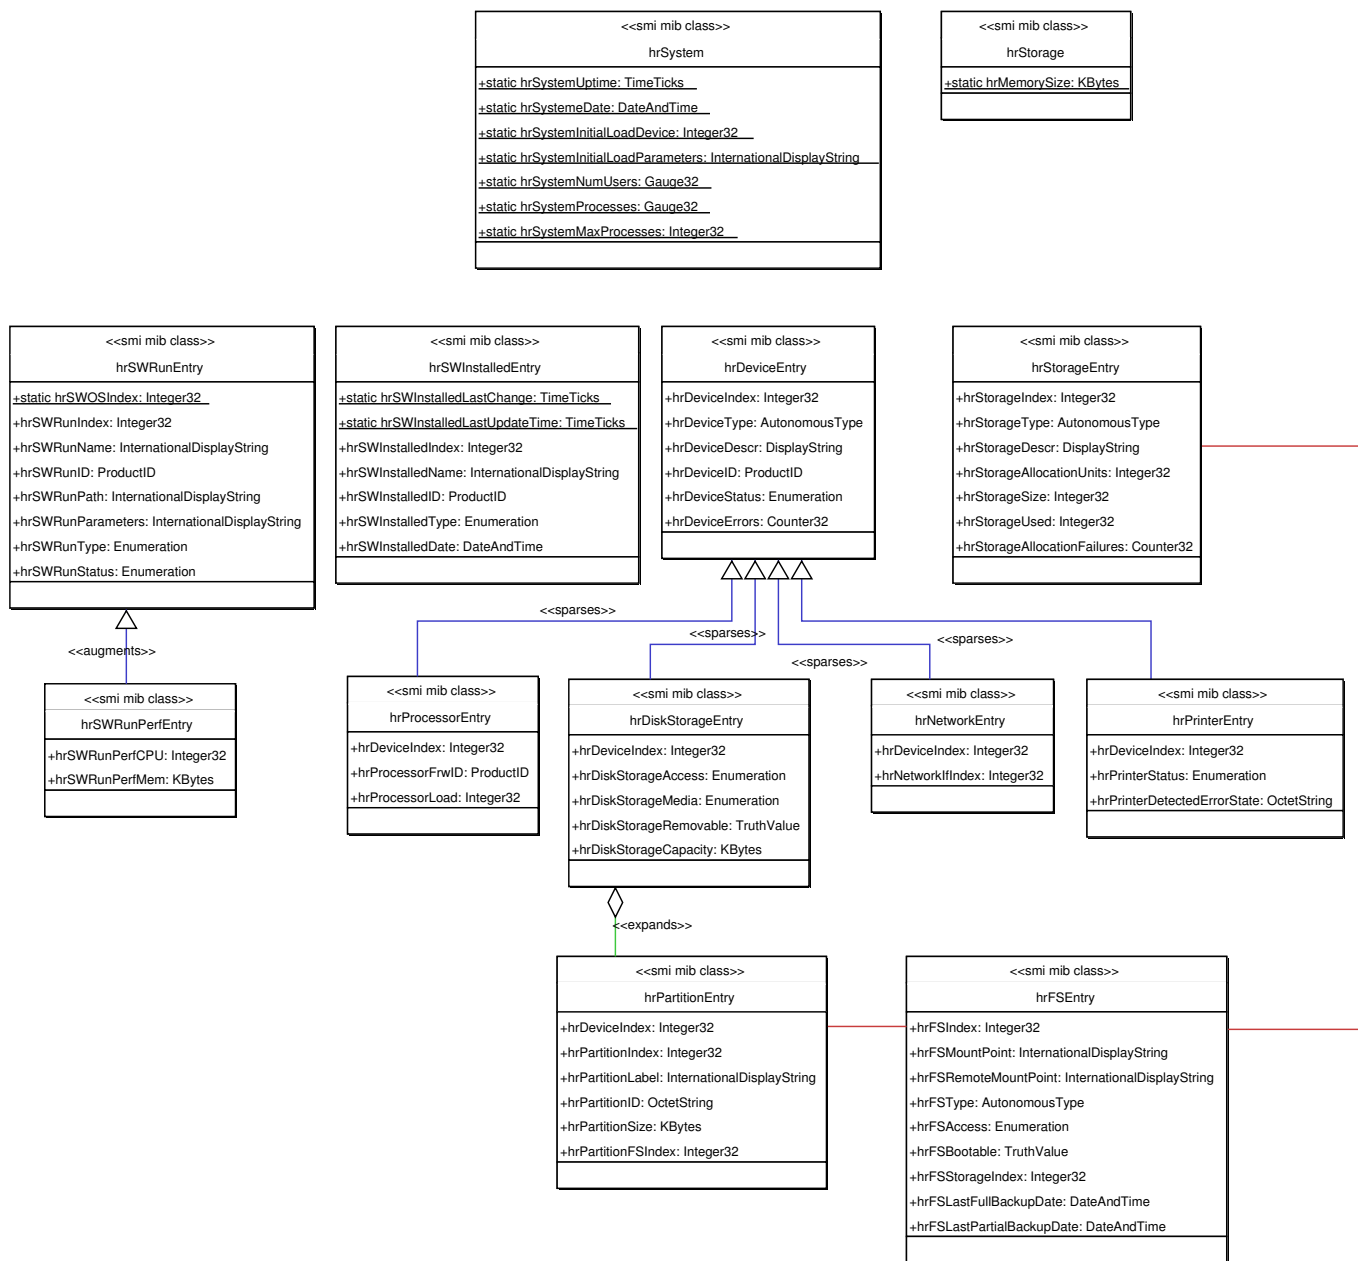 <<smi mib class>>
hrSystem
+static hrSystemUptime: TimeTicks
+static hrSystemeDate: DateAndTime
+static hrSystemInitialLoadDevice: Integer32
+static hrSystemInitialLoadParameters: InternationalDisplayString
+static hrSystemNumUsers: Gauge32
+static hrSystemProcesses: Gauge32
+static hrSystemMaxProcesses: Integer32
<<smi mib class>>
hrStorage
+static hrMemorySize: KBytes
<<smi mib class>>
hrSWRunEntry
+static hrSWOSIndex: Integer32
+hrSWRunIndex: Integer32
+hrSWRunName: InternationalDisplayString
+hrSWRunID: ProductID
+hrSWRunPath: InternationalDisplayString
+hrSWRunParameters: InternationalDisplayString
+hrSWRunType: Enumeration
+hrSWRunStatus: Enumeration
<<smi mib class>>
hrSWInstalledEntry
+static hrSWInstalledLastChange: TimeTicks
+static hrSWInstalledLastUpdateTime: TimeTicks
+hrSWInstalledIndex: Integer32
+hrSWInstalledName: InternationalDisplayString
+hrSWInstalledID: ProductID
+hrSWInstalledType: Enumeration
+hrSWInstalledDate: DateAndTime
<<smi mib class>>
hrDeviceEntry
+hrDeviceIndex: Integer32
+hrDeviceType: AutonomousType
+hrDeviceDescr: DisplayString
+hrDeviceID: ProductID
+hrDeviceStatus: Enumeration
+hrDeviceErrors: Counter32
<<smi mib class>>
hrStorageEntry
+hrStorageIndex: Integer32
+hrStorageType: AutonomousType
+hrStorageDescr: DisplayString
+hrStorageAllocationUnits: Integer32
+hrStorageSize: Integer32
+hrStorageUsed: Integer32
+hrStorageAllocationFailures: Counter32
<<augments>>
<<sparses>>
<<sparses>>
<<sparses>>
<<sparses>>
<<smi mib class>>
hrSWRunPerfEntry
+hrSWRunPerfCPU: Integer32
+hrSWRunPerfMem: KBytes
<<smi mib class>>
hrProcessorEntry
+hrDeviceIndex: Integer32
+hrProcessorFrwID: ProductID
+hrProcessorLoad: Integer32
<<smi mib class>>
hrDiskStorageEntry
+hrDeviceIndex: Integer32
+hrDiskStorageAccess: Enumeration
+hrDiskStorageMedia: Enumeration
+hrDiskStorageRemovable: TruthValue
+hrDiskStorageCapacity: KBytes
<<smi mib class>>
hrNetworkEntry
+hrDeviceIndex: Integer32
+hrNetworkIfIndex: Integer32
<<smi mib class>>
hrPrinterEntry
+hrDeviceIndex: Integer32
+hrPrinterStatus: Enumeration
+hrPrinterDetectedErrorState: OctetString
<<expands>>
<<smi mib class>>
hrPartitionEntry
+hrDeviceIndex: Integer32
+hrPartitionIndex: Integer32
+hrPartitionLabel: InternationalDisplayString
+hrPartitionID: OctetString
+hrPartitionSize: KBytes
+hrPartitionFSIndex: Integer32
<<smi mib class>>
hrFSEntry
+hrFSIndex: Integer32
+hrFSMountPoint: InternationalDisplayString
+hrFSRemoteMountPoint: InternationalDisplayString
+hrFSType: AutonomousType
+hrFSAccess: Enumeration
+hrFSBootable: TruthValue
+hrFSStorageIndex: Integer32
+hrFSLastFullBackupDate: DateAndTime
+hrFSLastPartialBackupDate: DateAndTime